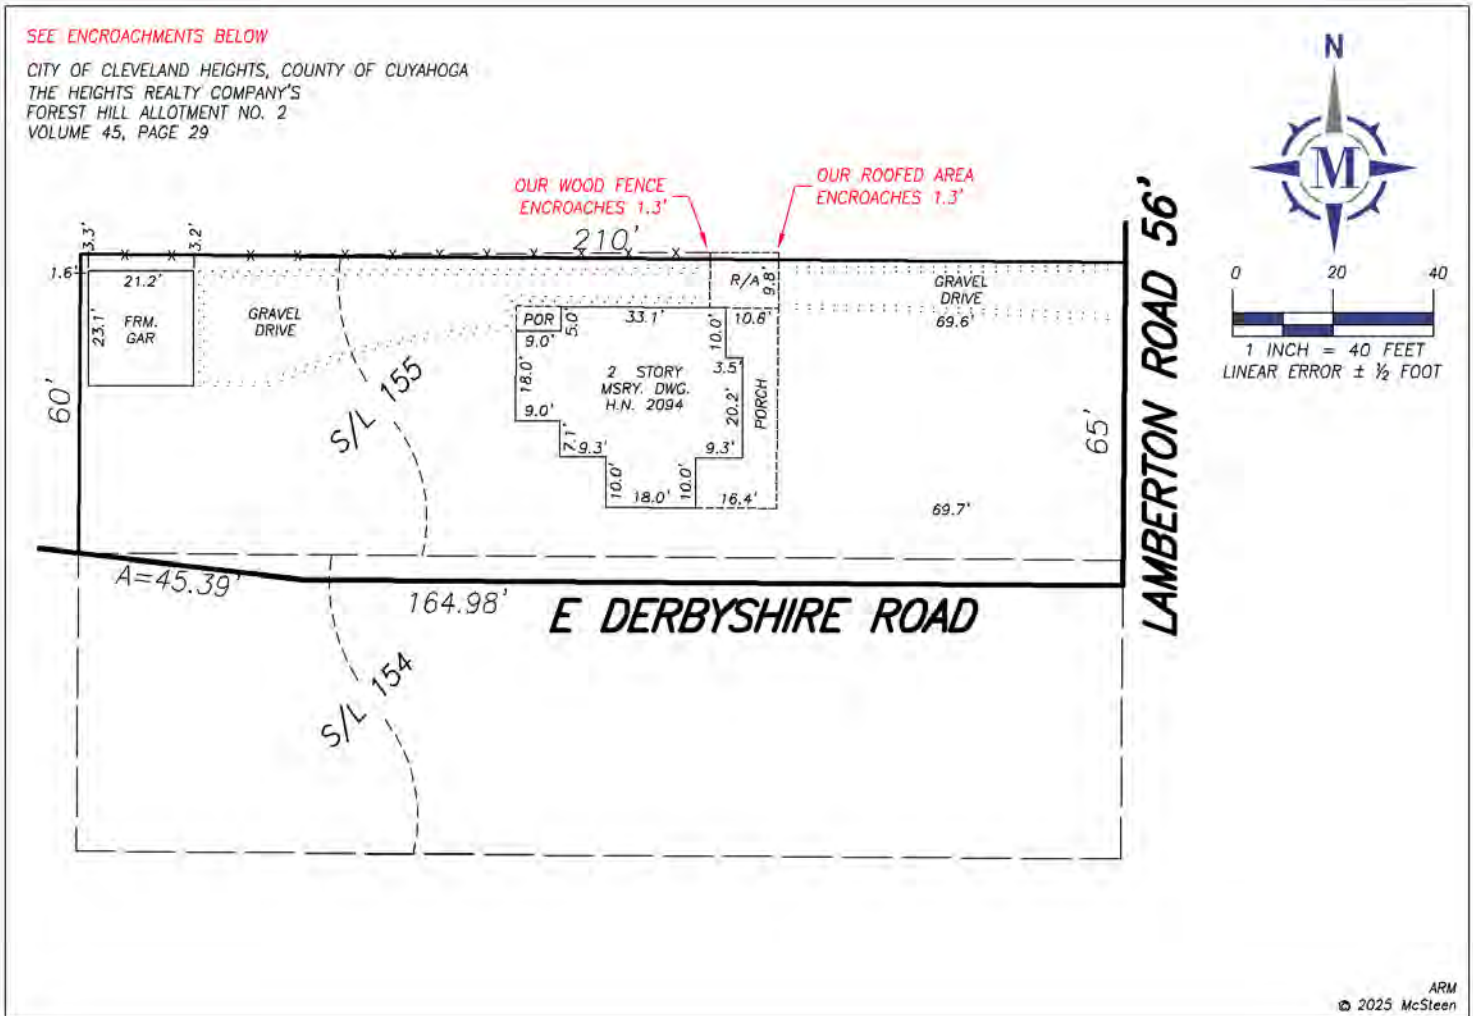 SEE ENCROACHMENTS BELOW
CITY OF CLEVELAND HEIGHTS, COUNTY OF CUYAHOGA
THE HEIGHTS REALTY COMPANY'S
FOREST HILL ALLOTMENT NO. 2
VOLUME 45, PAGE 29
N
M
OUR WOOD FENCE
ENCROACHES 1.3'
OUR ROOFED AREA
ENCROACHES 1.3'
0 20 40
1 INCH = 40 FEET
LINEAR ERROR ± ½ FOOT
LAMBERTON ROAD 56'
3.3'
3.2'
210'
1.6'
21.2'
23.1'
FRM.
GAR
GRAVEL
DRIVE
R/A
9.8'
GRAVEL
DRIVE
69.6'
POR
5.0'
9.0'
33.1'
10.0'
10.6'
18.0'
2 STORY
MSRY. DWG.
H.N. 2094
3.5'
20.2'
PORCH
9.0'
7.1'
9.3'
9.3'
10.0'
18.0'
10.0'
16.4'
69.7'
60'
65'
S/L 155
A=45.39'
164.98'
E DERBYSHIRE ROAD
S/L 154
ARM
© 2025 McSteen